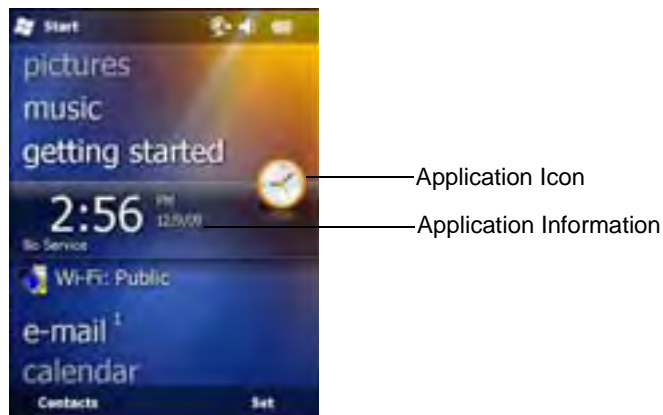 Start
pictures
music
getting started
2:56 PM
12/9/09
No Service
Wi-Fi: Public
e-mail 1
calendar
Contacts Set
Application Icon
Application Information